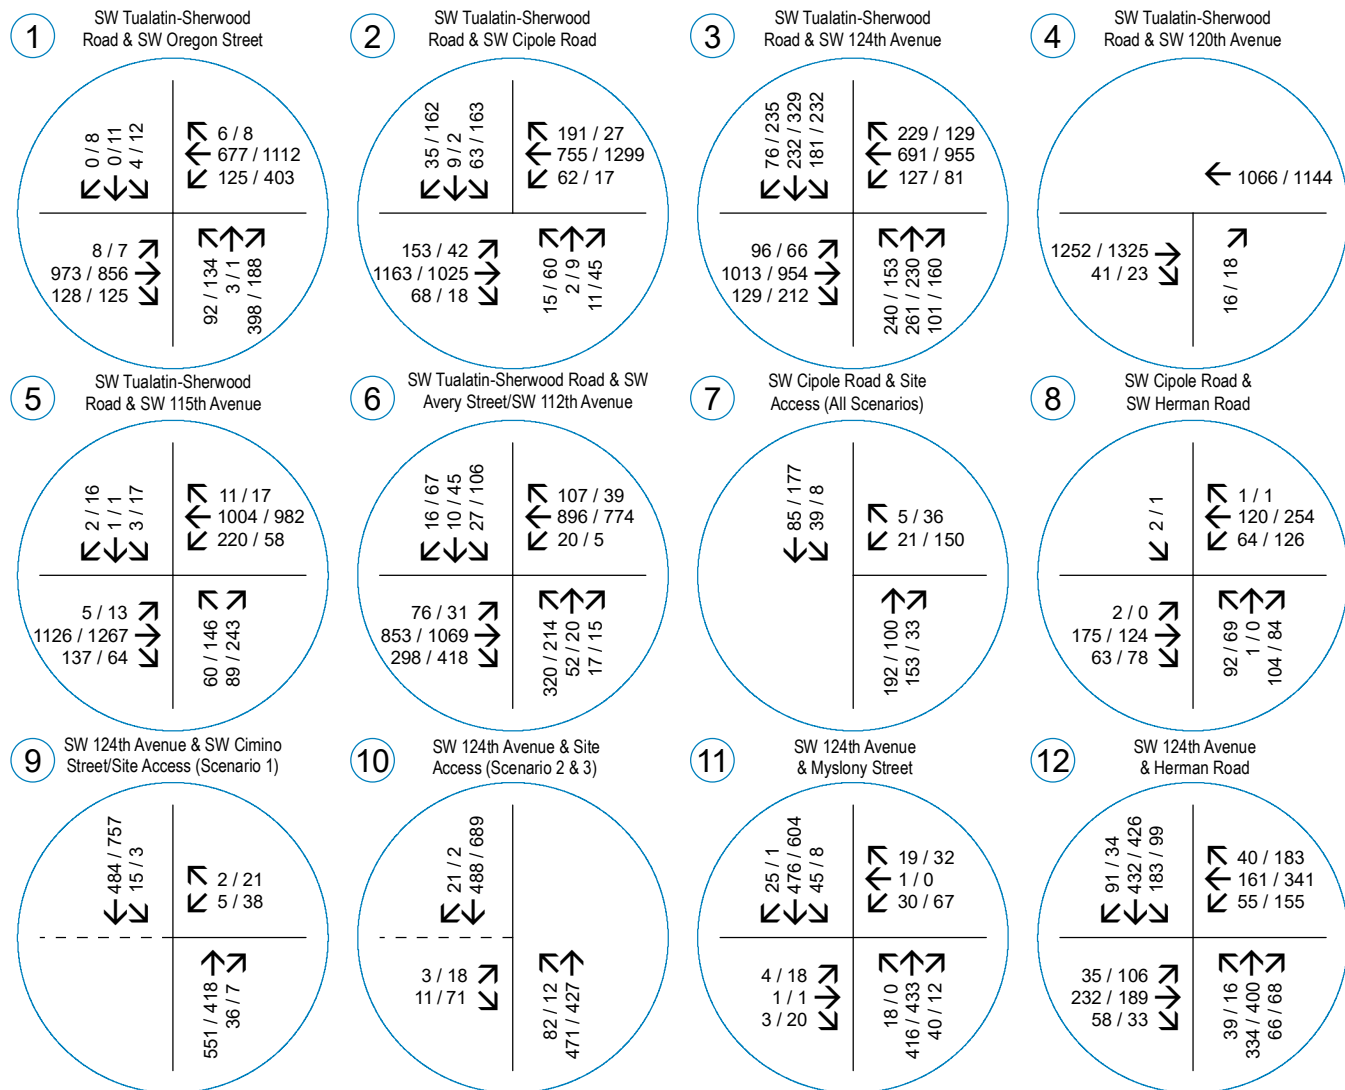 1
SW Tualatin-Sherwood
Road & SW Oregon Street
0 / 8
0 / 11
4 / 12
6 / 8
677 / 1112
125 / 403
8 / 7
973 / 856
128 / 125
92 / 134
3 / 1
398 / 188
2
SW Tualatin-Sherwood
Road & SW Cipole Road
35 / 162
9 / 2
63 / 163
191 / 27
755 / 1299
62 / 17
153 / 42
1163 / 1025
68 / 18
15 / 60
2 / 9
11 / 45
3
SW Tualatin-Sherwood
Road & SW 124th Avenue
76 / 235
232 / 329
181 / 232
229 / 129
691 / 955
127 / 81
96 / 66
1013 / 954
129 / 212
240 / 153
261 / 230
101 / 160
4
SW Tualatin-Sherwood
Road & SW 120th Avenue
1066 / 1144
1252 / 1325
41 / 23
16 / 18
5
SW Tualatin-Sherwood
Road & SW 115th Avenue
2 / 16
1 / 1
3 / 17
11 / 17
1004 / 982
220 / 58
5 / 13
1126 / 1267
137 / 64
60 / 146
89 / 243
6
SW Tualatin-Sherwood Road & SW
Avery Street/SW 112th Avenue
16 / 67
10 / 45
27 / 106
107 / 39
896 / 774
20 / 5
76 / 31
853 / 1069
298 / 418
320 / 214
52 / 20
17 / 15
7
SW Cipole Road & Site
Access (All Scenarios)
85 / 177
39 / 8
5 / 36
21 / 150
192 / 100
153 / 33
8
SW Cipole Road &
SW Herman Road
2 / 1
1 / 1
120 / 254
64 / 126
2 / 0
175 / 124
63 / 78
92 / 69
1 / 0
104 / 84
9
SW 124th Avenue & SW Cimino
Street/Site Access (Scenario 1)
484 / 757
15 / 3
2 / 21
5 / 38
551 / 418
36 / 7
10
SW 124th Avenue & Site
Access (Scenario 2 & 3)
21 / 2
488 / 689
3 / 18
11 / 71
82 / 12
471 / 427
11
SW 124th Avenue
& Myslony Street
25 / 1
476 / 604
45 / 8
19 / 32
1 / 0
30 / 67
4 / 18
1 / 1
3 / 20
18 / 0
416 / 433
40 / 12
12
SW 124th Avenue
& Herman Road
91 / 34
432 / 426
183 / 99
40 / 183
161 / 341
55 / 155
35 / 106
232 / 189
58 / 33
39 / 16
334 / 400
66 / 68